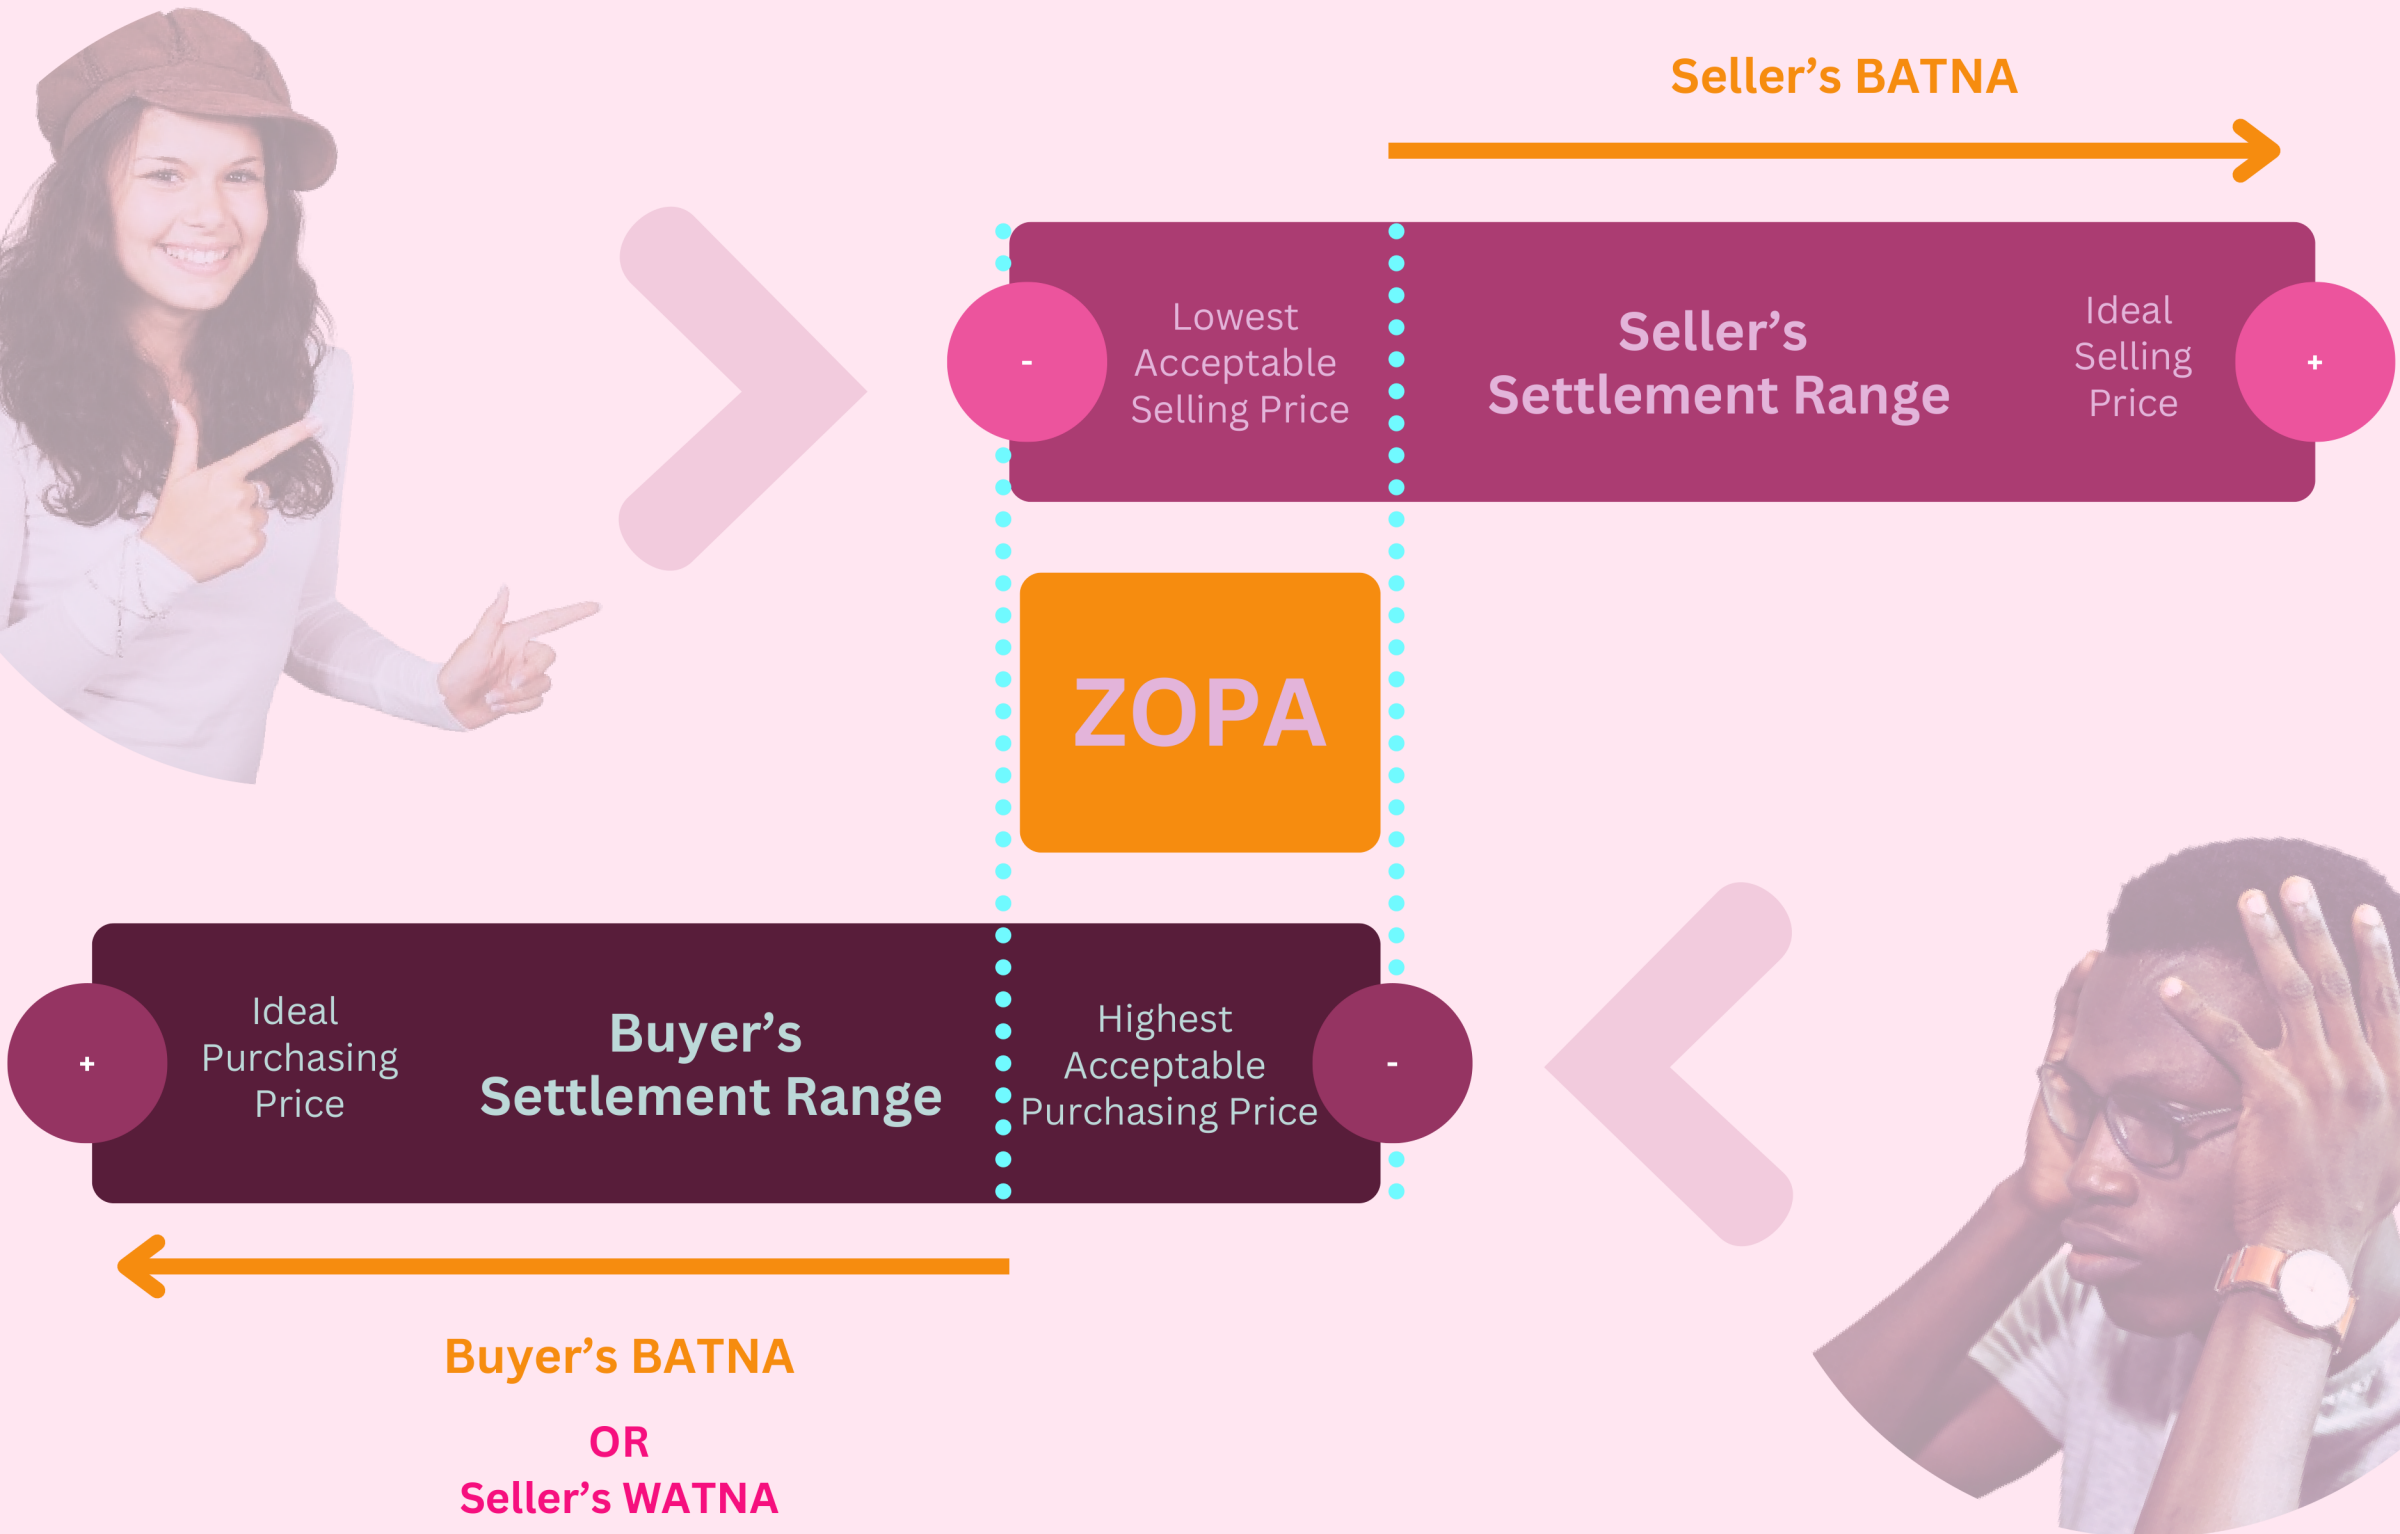 Seller’s BATNA
-
Lowest
Acceptable
Selling Price
Seller’s
Settlement Range
Ideal
Selling
Price
+
ZOPA
+
Ideal
Purchasing
Price
Buyer’s
Settlement Range
Highest
Acceptable
Purchasing Price
-
Buyer’s BATNA
OR
Seller’s WATNA